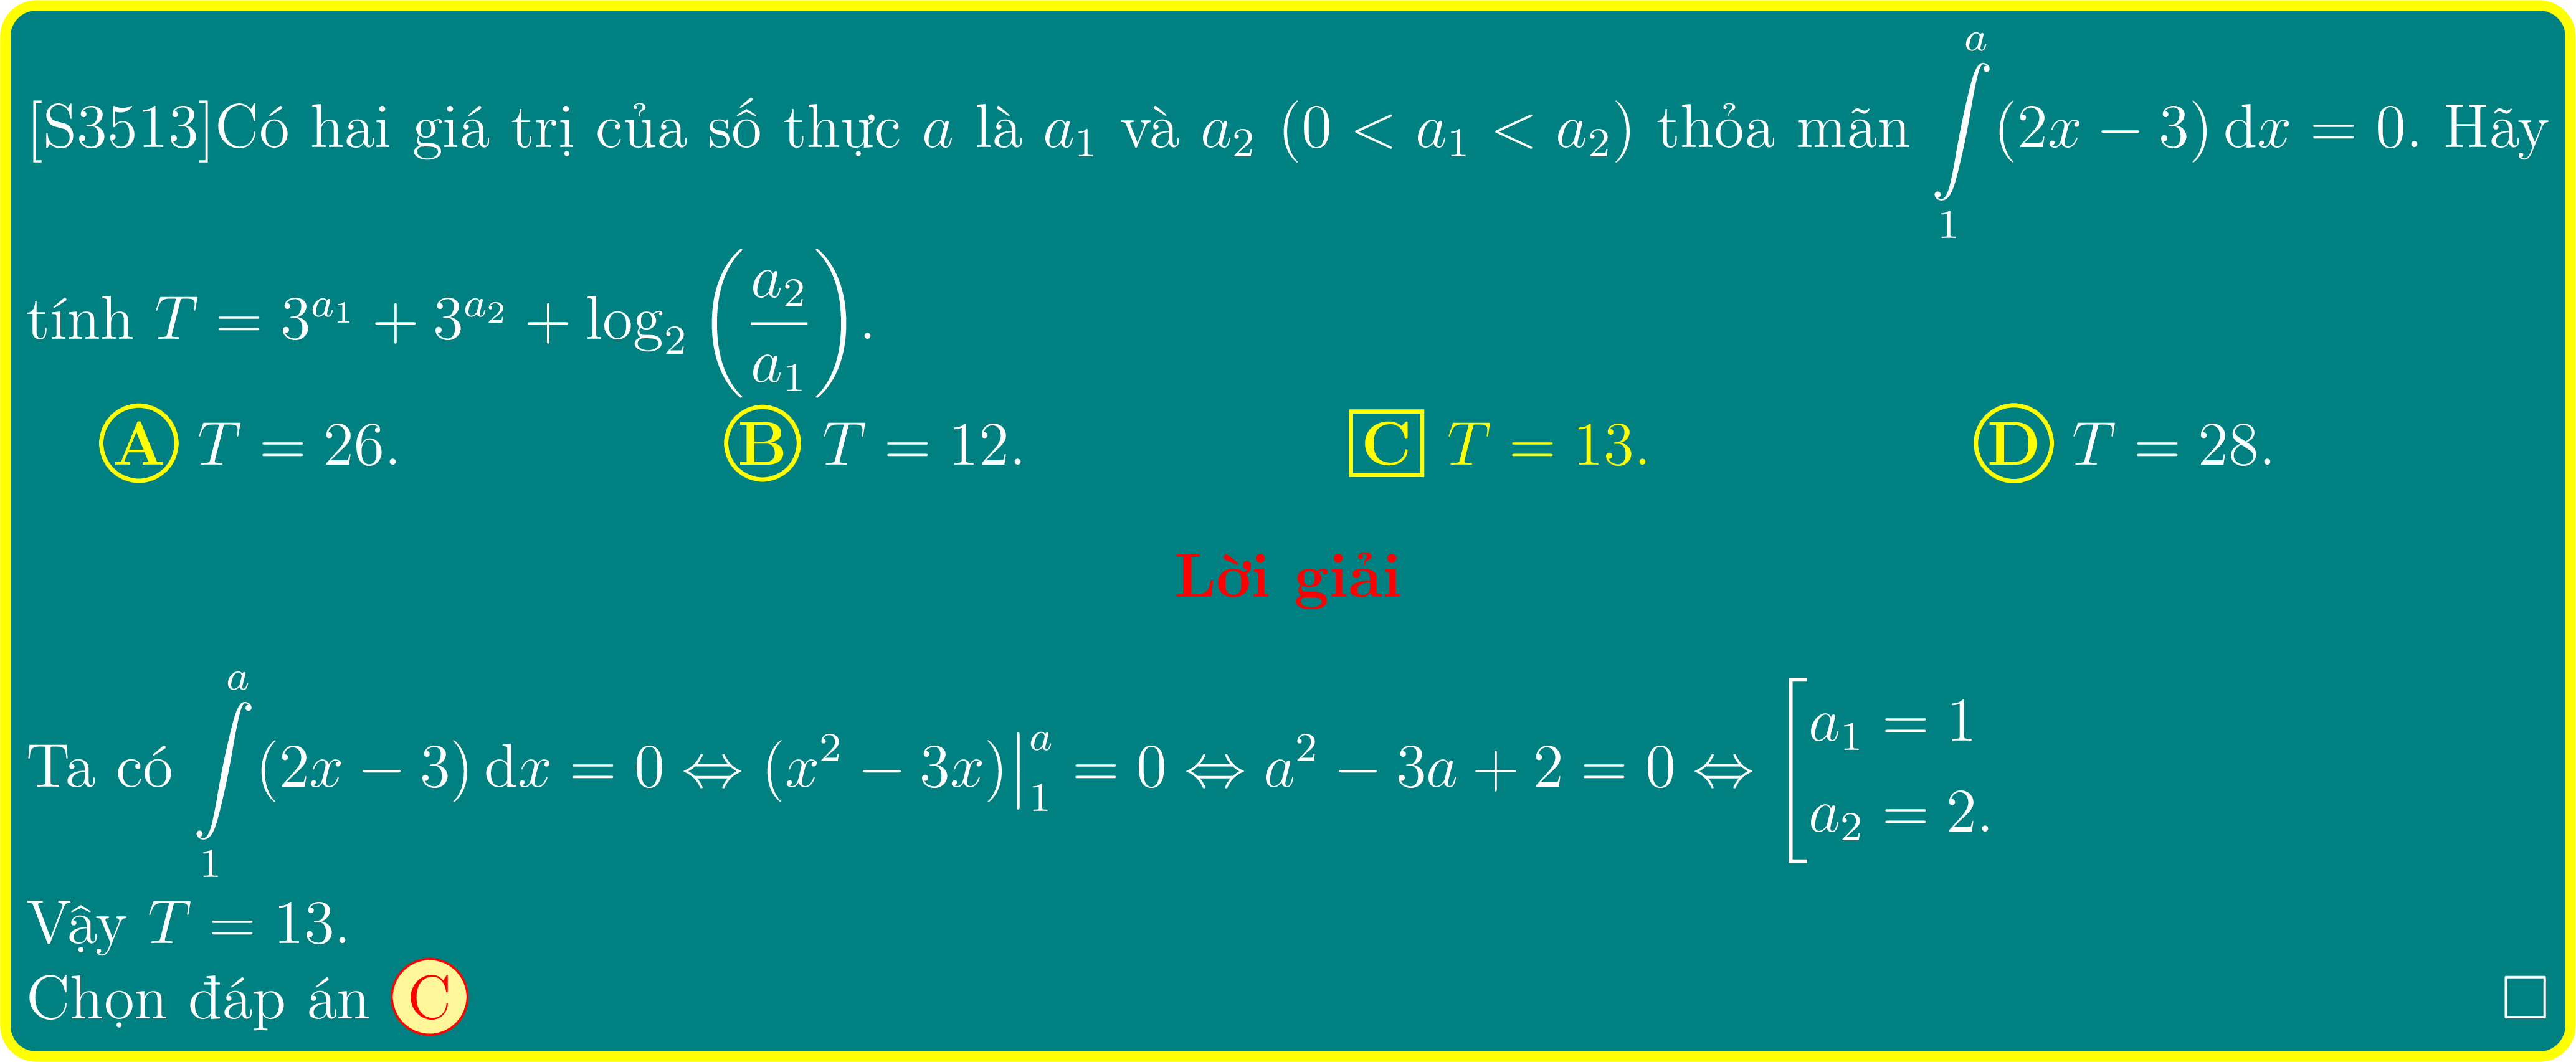 [S3513]Có hai giá trị của số thực $a$ là $a_1$ và $a_2$ $(0 < a_1 < a_2)$ thỏa mãn $\int\limits_1^a (2x - 3)\,\mathrm{d}x = 0$. Hãy
tính $T = 3^{a_1} + 3^{a_2} + \log_2\left(\dfrac{a_2}{a_1}\right)$.
A $T = 26$. B $T = 12$. C $T = 13$. D $T = 28$.
Lời giải
Ta có $\int\limits_1^a (2x - 3)\,\mathrm{d}x = 0 \Leftrightarrow (x^2 - 3x)\big|_1^a = 0 \Leftrightarrow a^2 - 3a + 2 = 0 \Leftrightarrow \left[\begin{array}{l} a_1 = 1 \\ a_2 = 2. \end{array}\right.$
Vậy $T = 13$.
Chọn đáp án C □